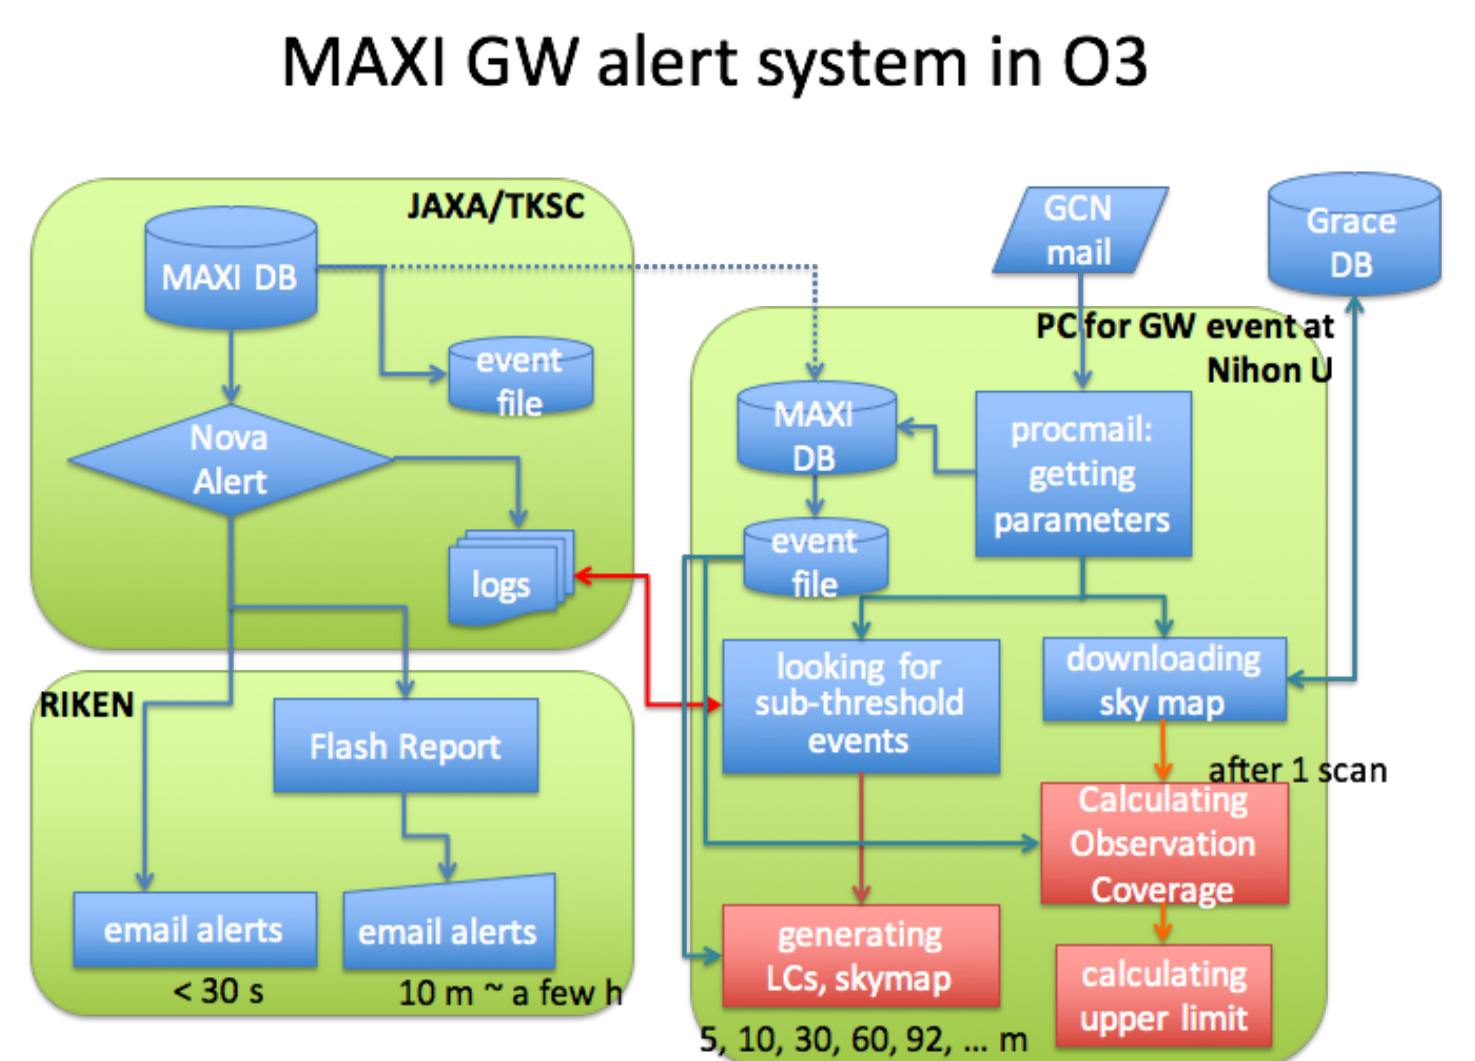 MAXI GW alert system in O3
JAXA/TKSC
MAXI DB
event
file
Nova
Alert
logs
RIKEN
Flash Report
email alerts
< 30 s
email alerts
10 m ~ a few h
GCN
mail
Grace
DB
PC for GW event at
Nihon U
MAXI
DB
procmail:
getting
parameters
event
file
looking for
sub-threshold
events
downloading
sky map
after 1 scan
Calculating
Observation
Coverage
generating
LCs, skymap
5, 10, 30, 60, 92, ... m
calculating
upper limit